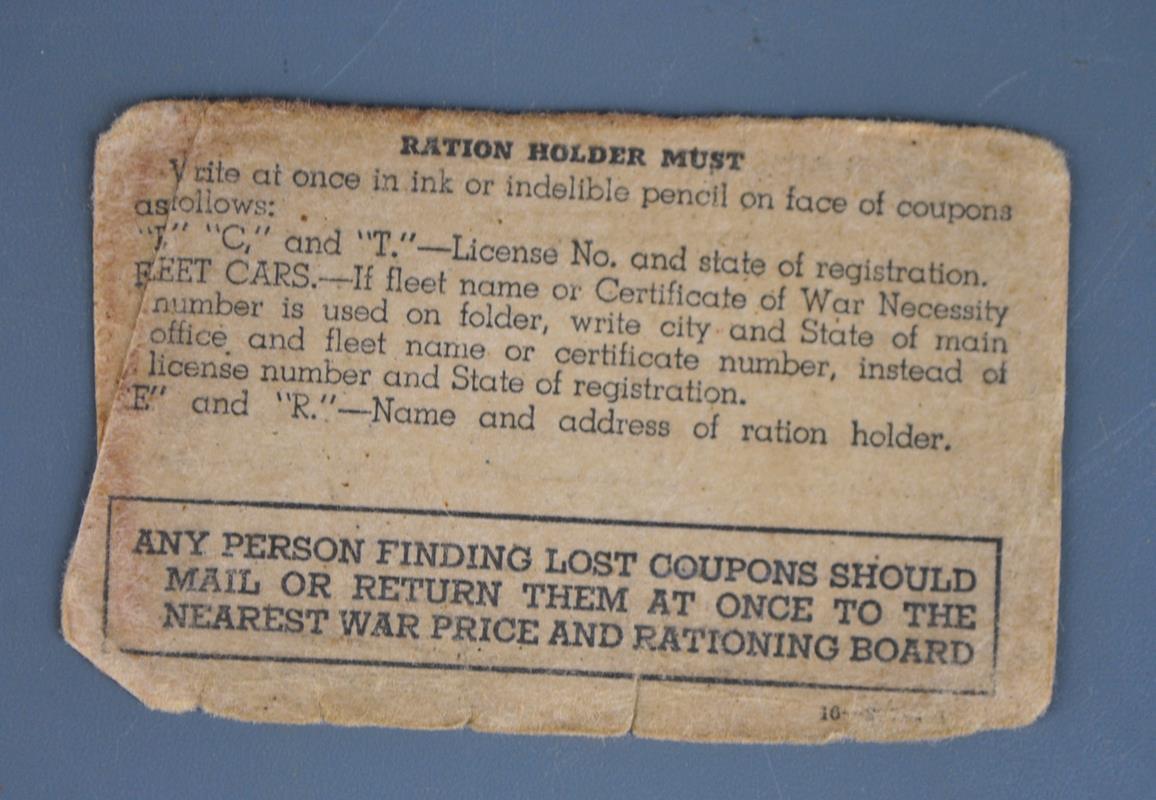 RATION HOLDER MUST
Write at once in ink or indelible pencil on face of coupons
as follows:
"C," and "T."—License No. and state of registration.
FLEET CARS.—If fleet name or Certificate of War Necessity
number is used on folder, write city and State of main
office and fleet name or certificate number, instead of
license number and State of registration.
E" and "R."—Name and address of ration holder.
ANY PERSON FINDING LOST COUPONS SHOULD
MAIL OR RETURN THEM AT ONCE TO THE
NEAREST WAR PRICE AND RATIONING BOARD
16